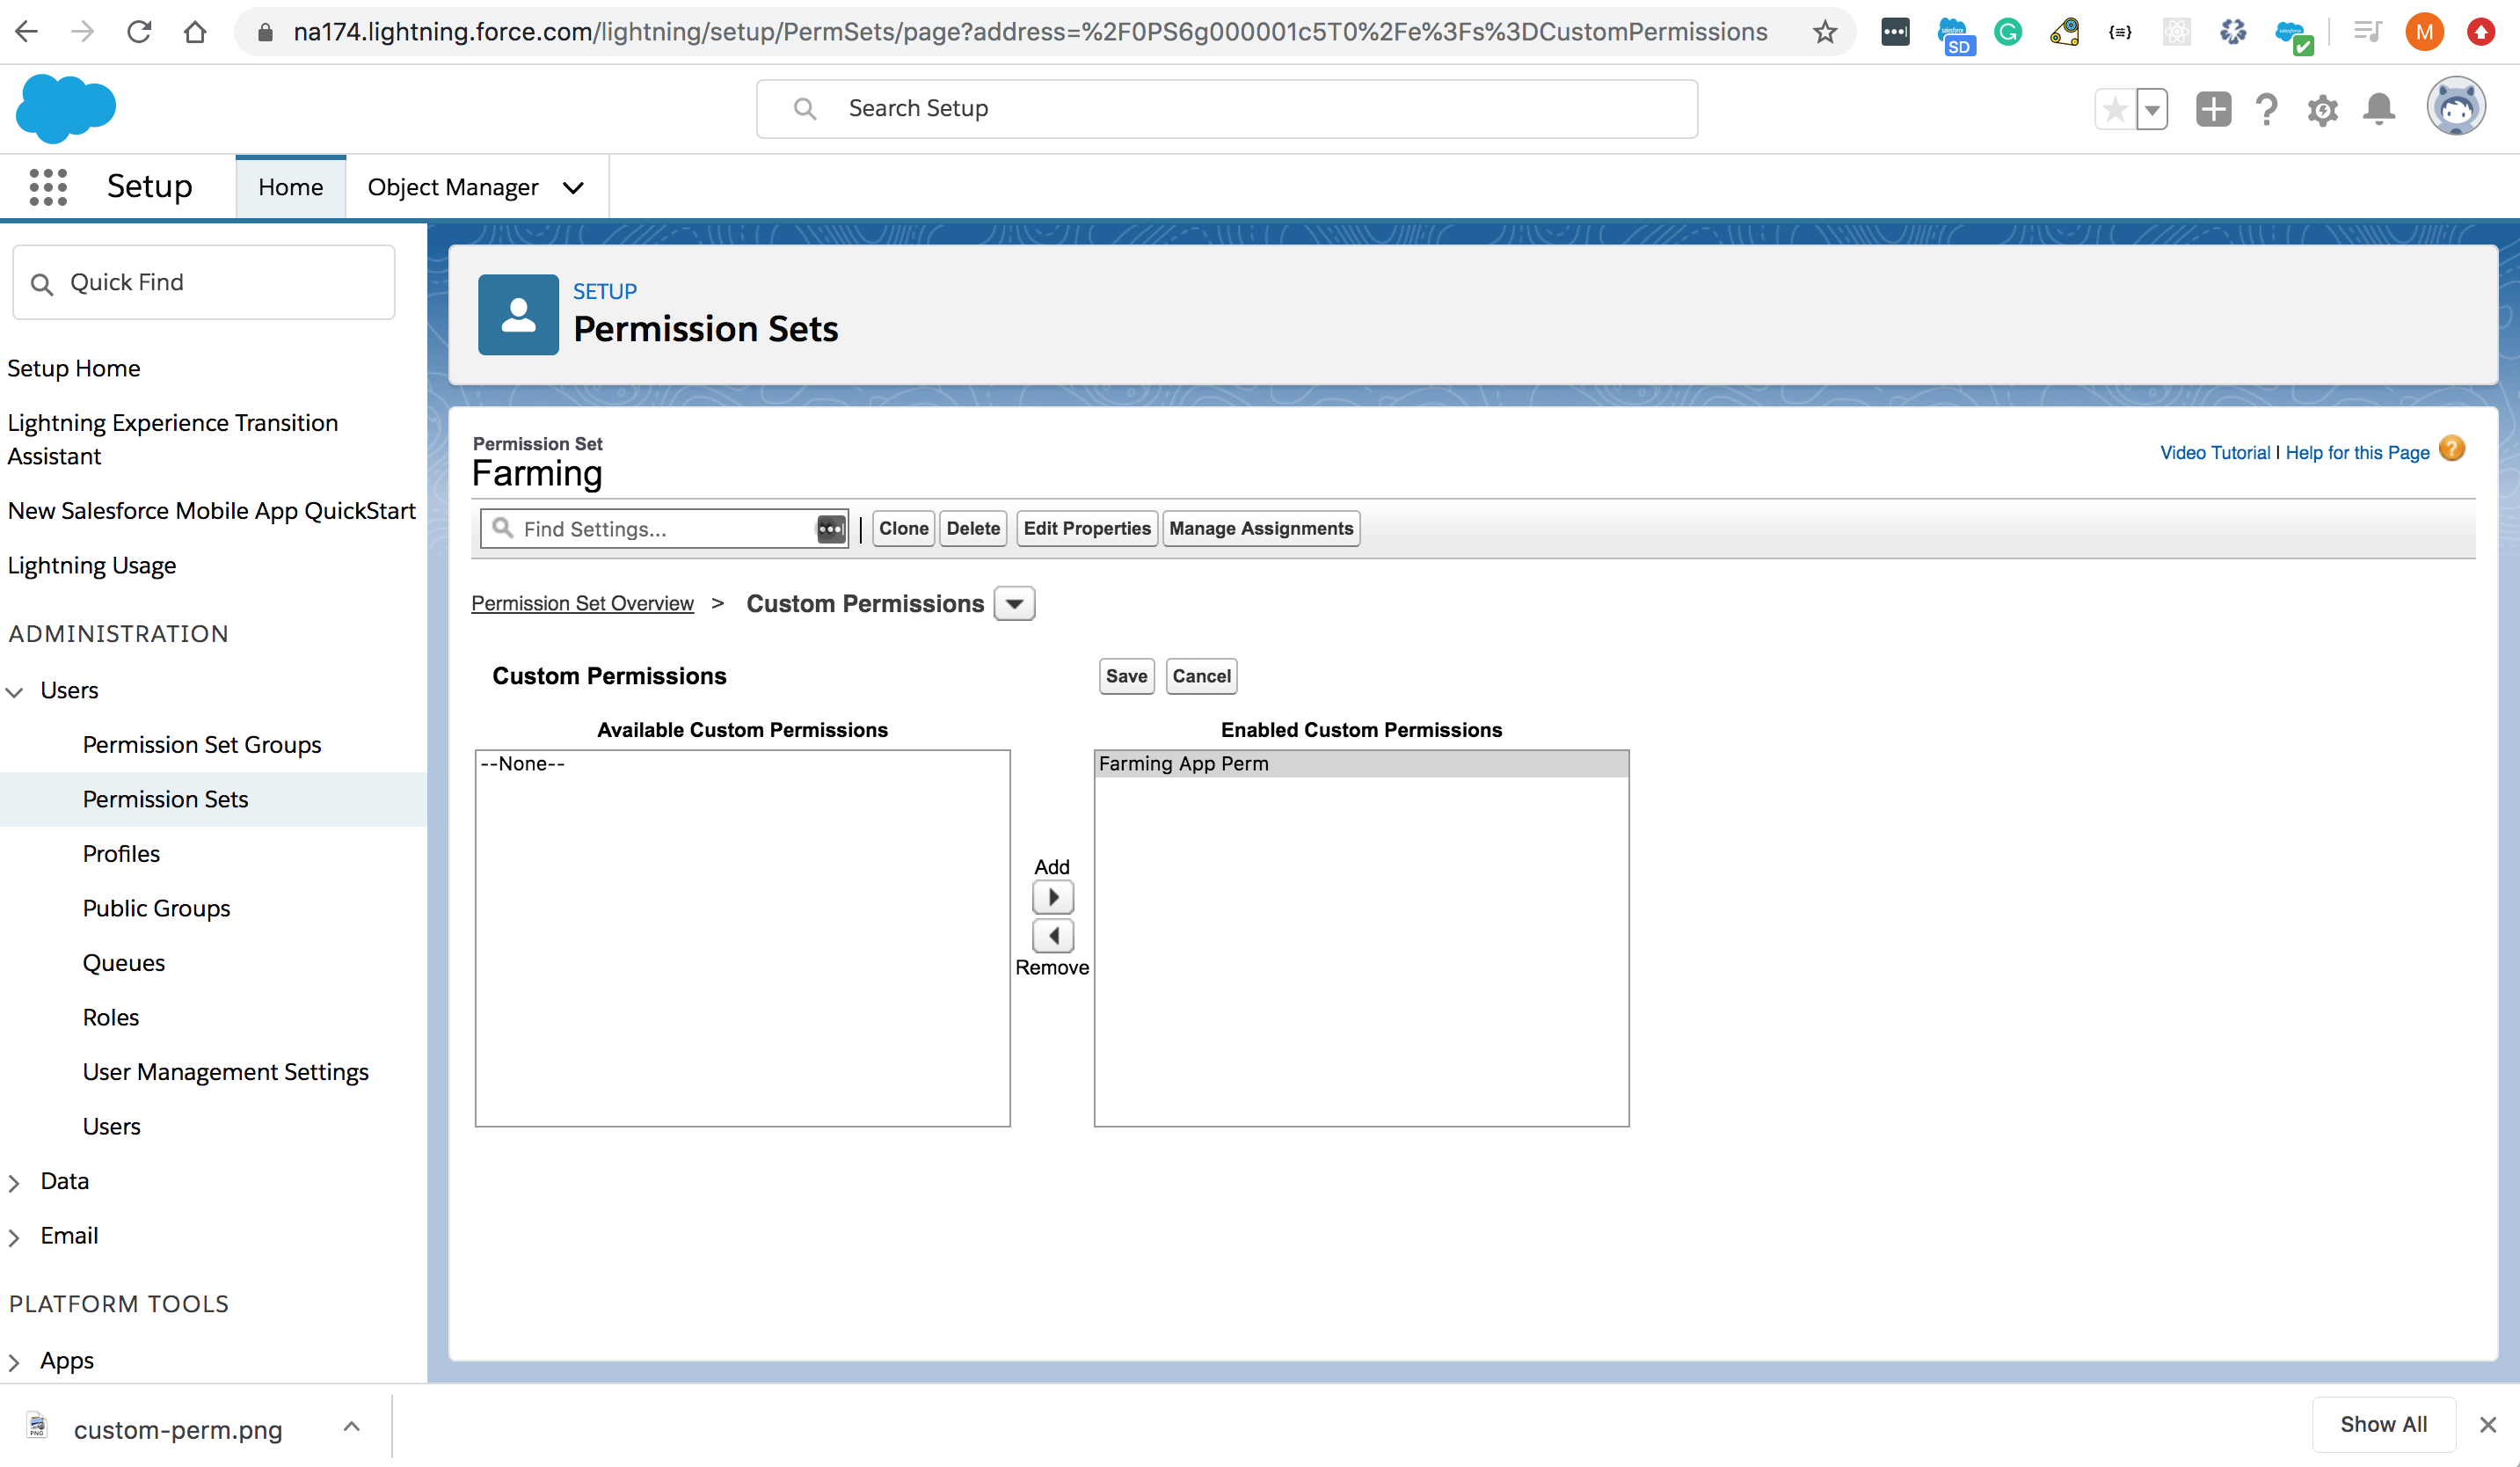 na174.lightning.force.com/lightning/setup/PermSets/page?address=%2F0PS6g000001c5T0%2Fe%3Fs%3DCustomPermissions
SD
M
Search Setup
Setup
Home
Object Manager
Quick Find
Setup Home
Lightning Experience Transition
Assistant
New Salesforce Mobile App QuickStart
Lightning Usage
ADMINISTRATION
Users
Permission Set Groups
Permission Sets
Profiles
Public Groups
Queues
Roles
User Management Settings
Users
Data
Email
PLATFORM TOOLS
Apps
SETUP
Permission Sets
Permission Set
Farming
Video Tutorial | Help for this Page
Find Settings...
Clone
Delete
Edit Properties
Manage Assignments
Permission Set Overview > Custom Permissions
Custom Permissions
Save
Cancel
Available Custom Permissions
Enabled Custom Permissions
--None--
Farming App Perm
Add
Remove
custom-perm.png
Show All